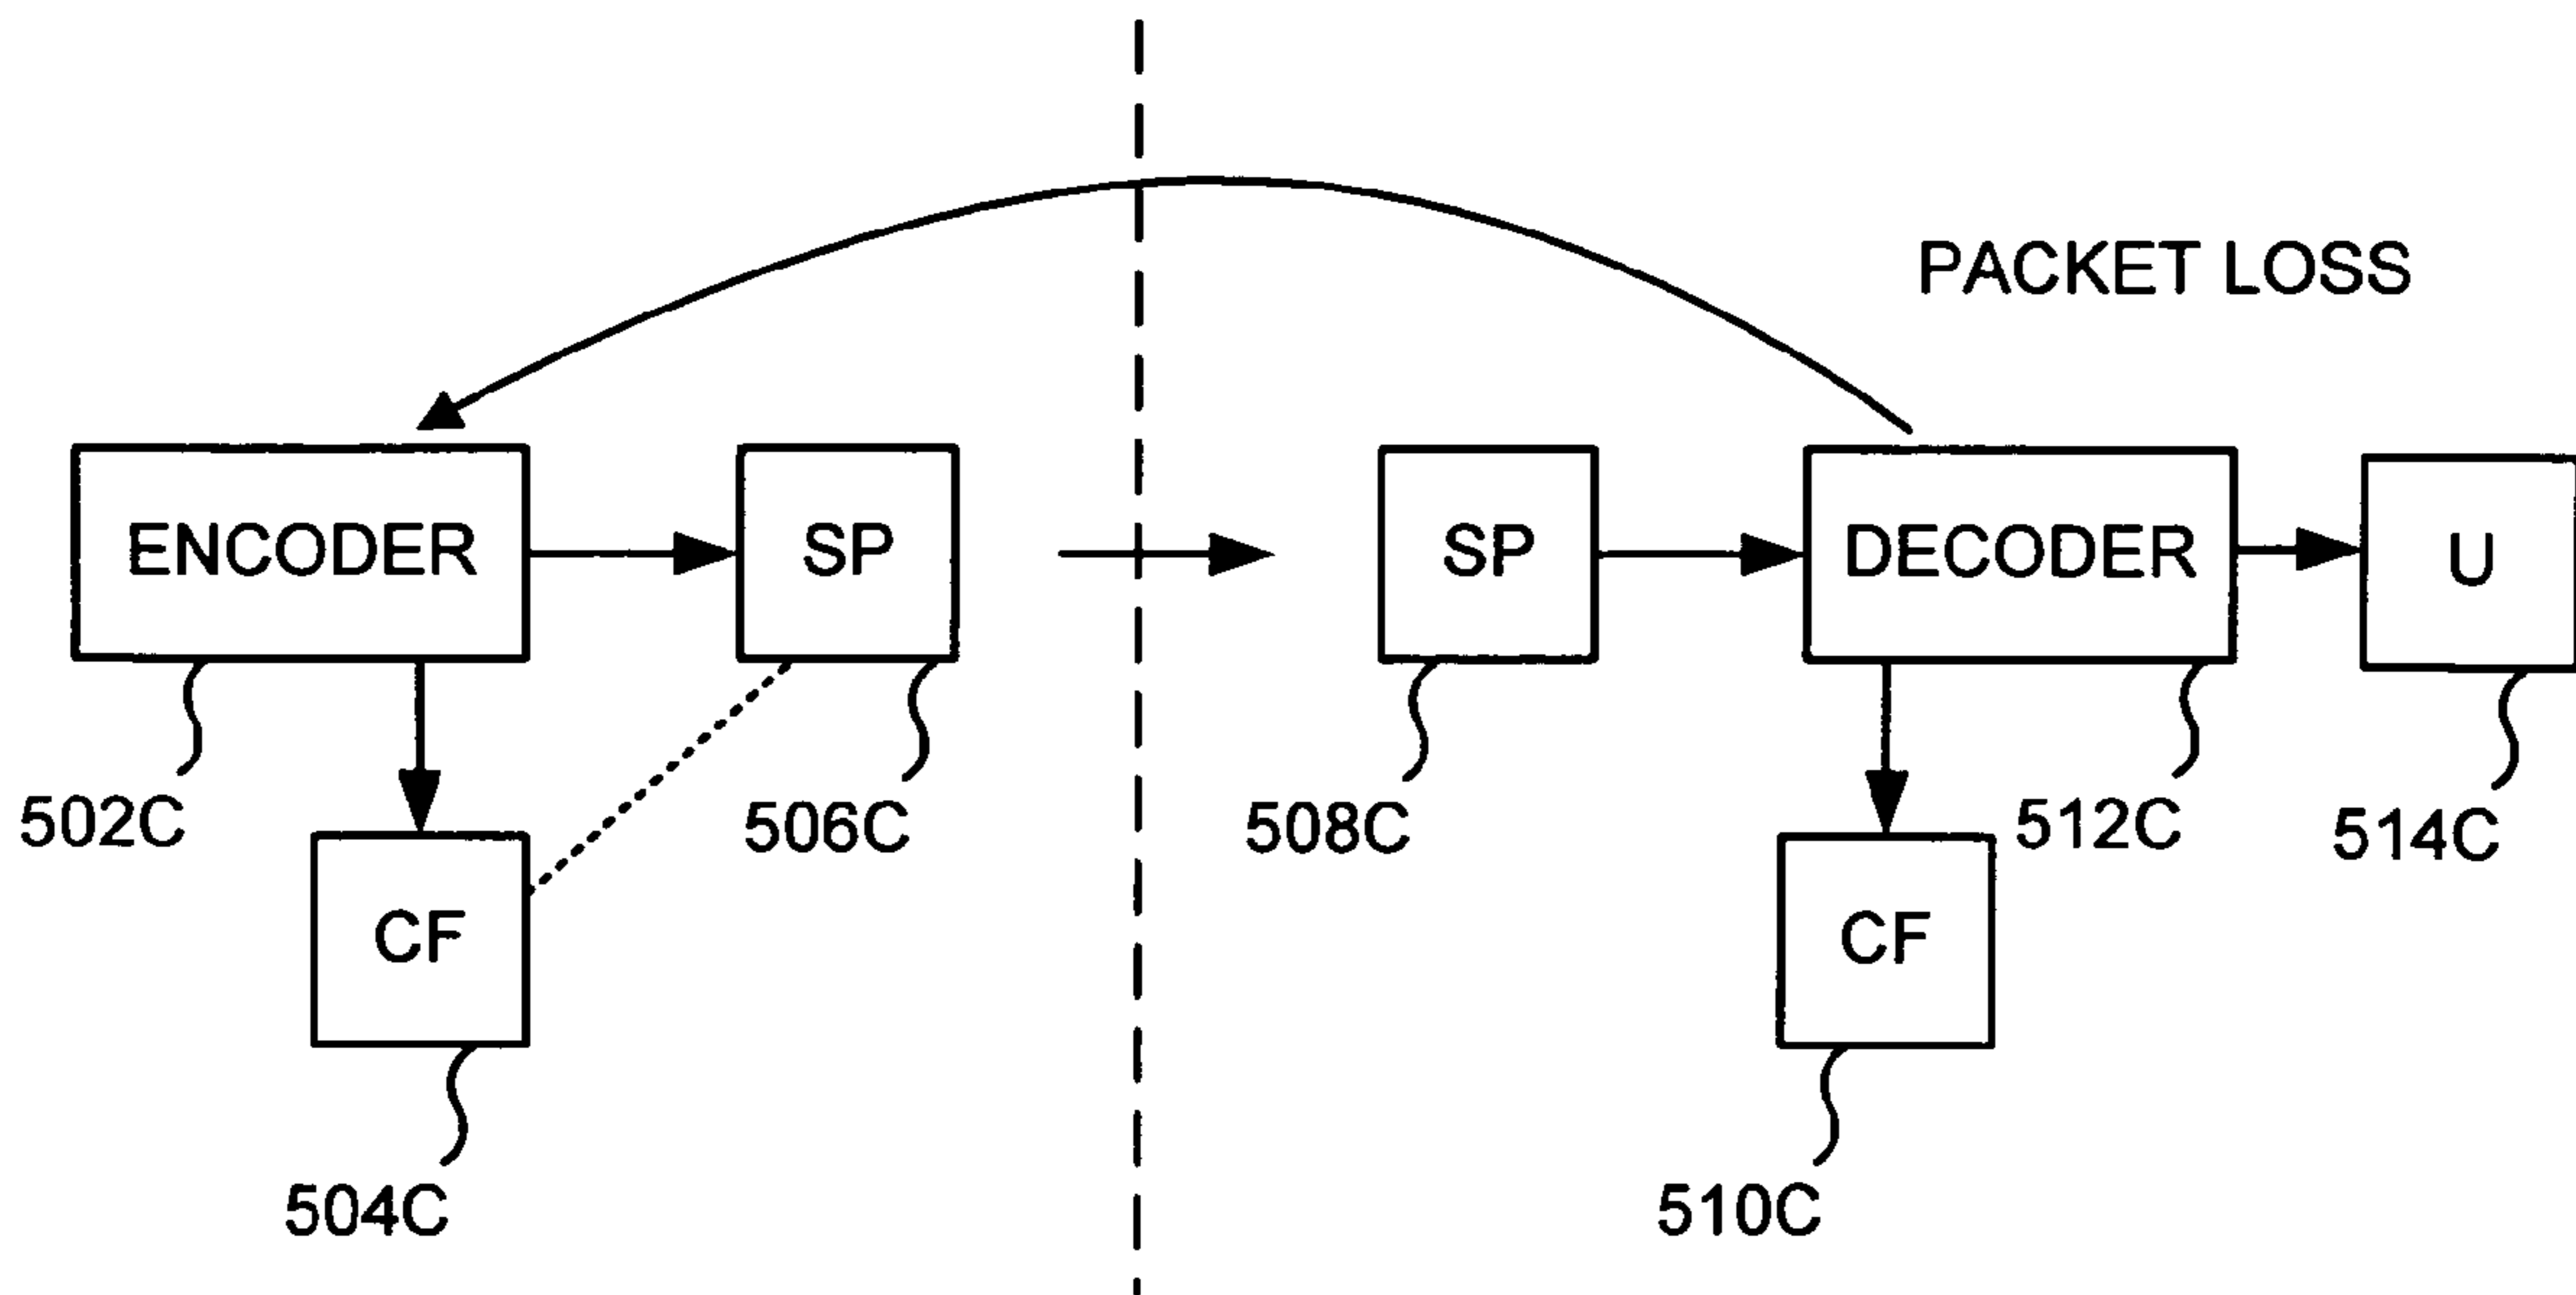 PACKET LOSS
ENCODER
SP
SP
DECODER
U
502C
506C
508C
512C
514C
CF
CF
504C
510C